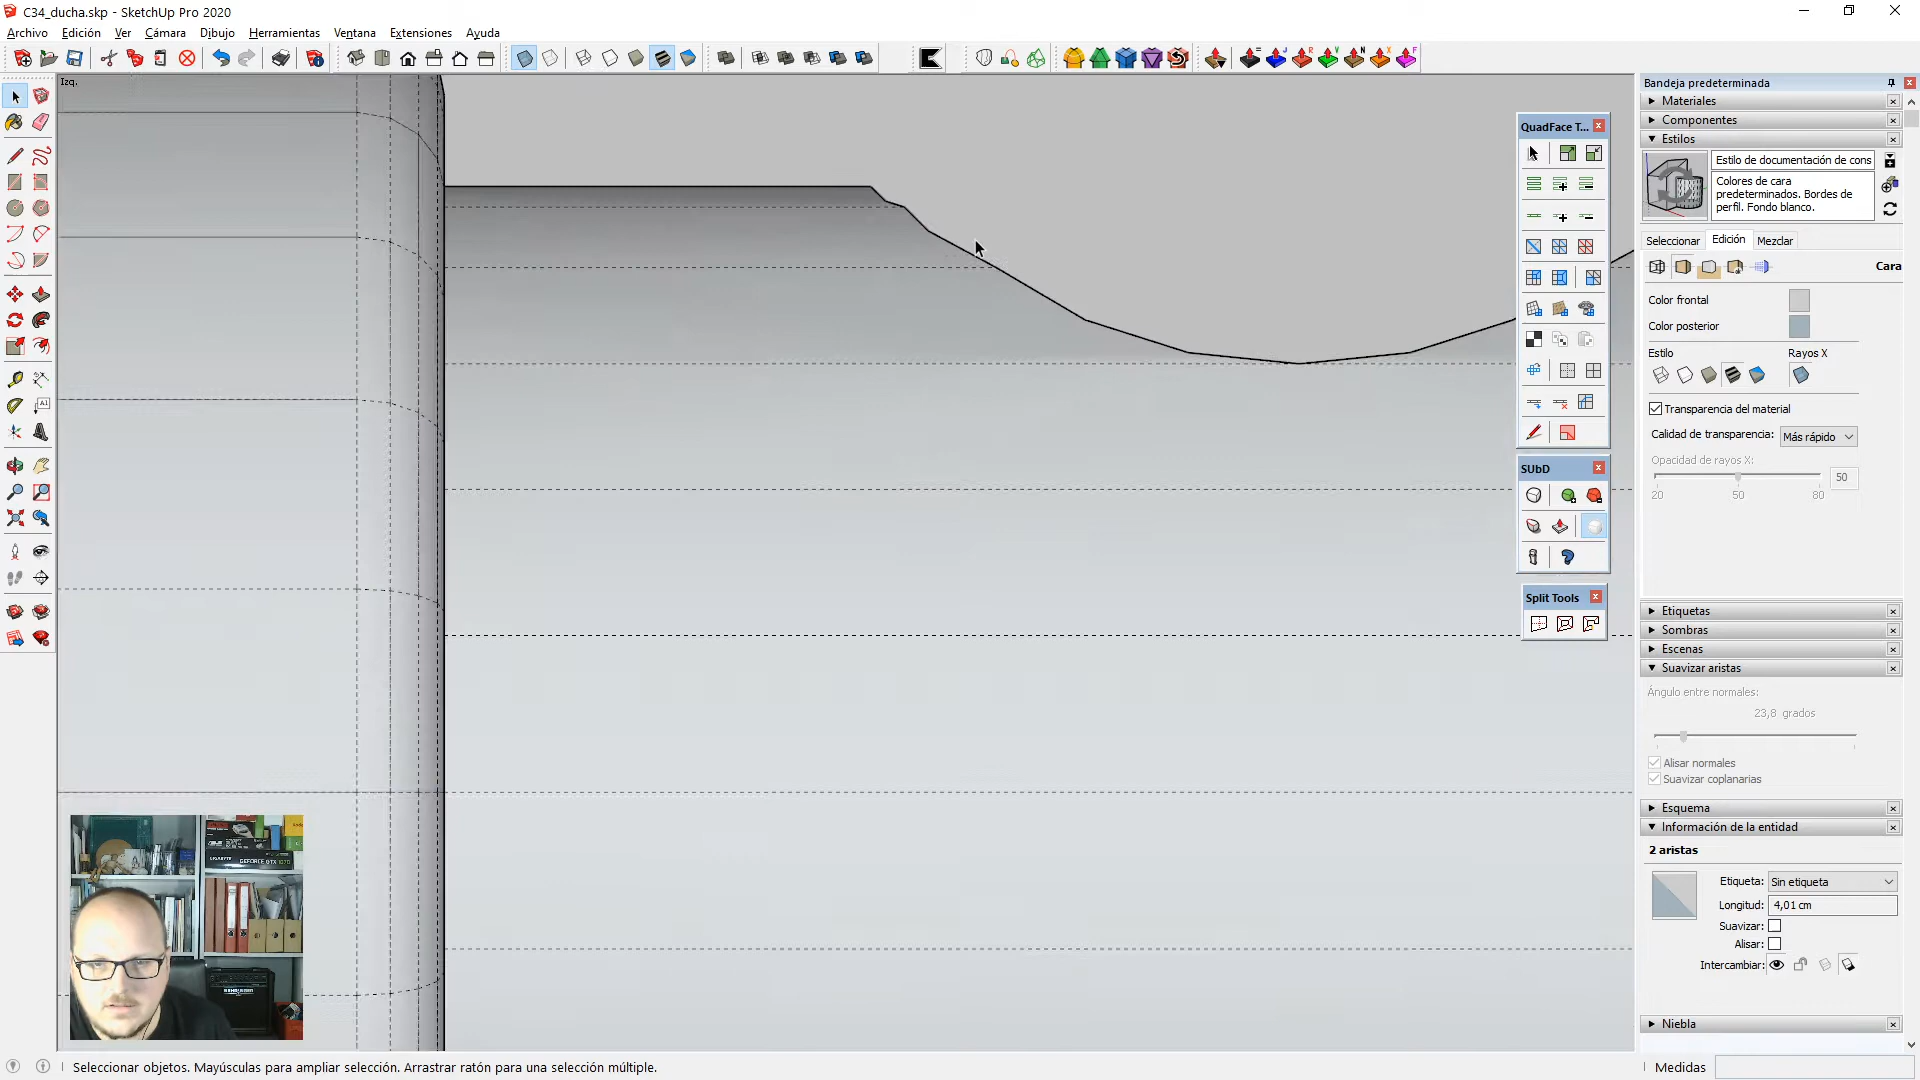 C34_ducha.skp - SketchUp Pro 2020
Archivo Edición Ver Cámara Dibujo Herramientas Ventana Extensiones Ayuda
Izq.
Bandeja predeterminada
Materiales
Componentes
Estilos
Estilo de documentación de cons
Colores de cara
predeterminados. Bordes de
perfil. Fondo blanco.
Seleccionar Edición Mezclar
Cara
Color frontal
Color posterior
Estilo Rayos X
Transparencia del material
Calidad de transparencia: Más rápido
Opacidad de rayos X:
50
20 50 80
Etiquetas
Sombras
Escenas
Suavizar aristas
Ángulo entre normales:
23,8 grados
Alisar normales
Suavizar coplanarias
Esquema
Información de la entidad
2 aristas
Etiqueta: Sin etiqueta
Longitud: 4,01 cm
Suavizar:
Alisar:
Intercambiar:
Niebla
QuadFace T...
SUbD
Split Tools
GEFORCE GTX 1070
Seleccionar objetos. Mayúsculas para ampliar selección. Arrastrar ratón para una selección múltiple.
Medidas